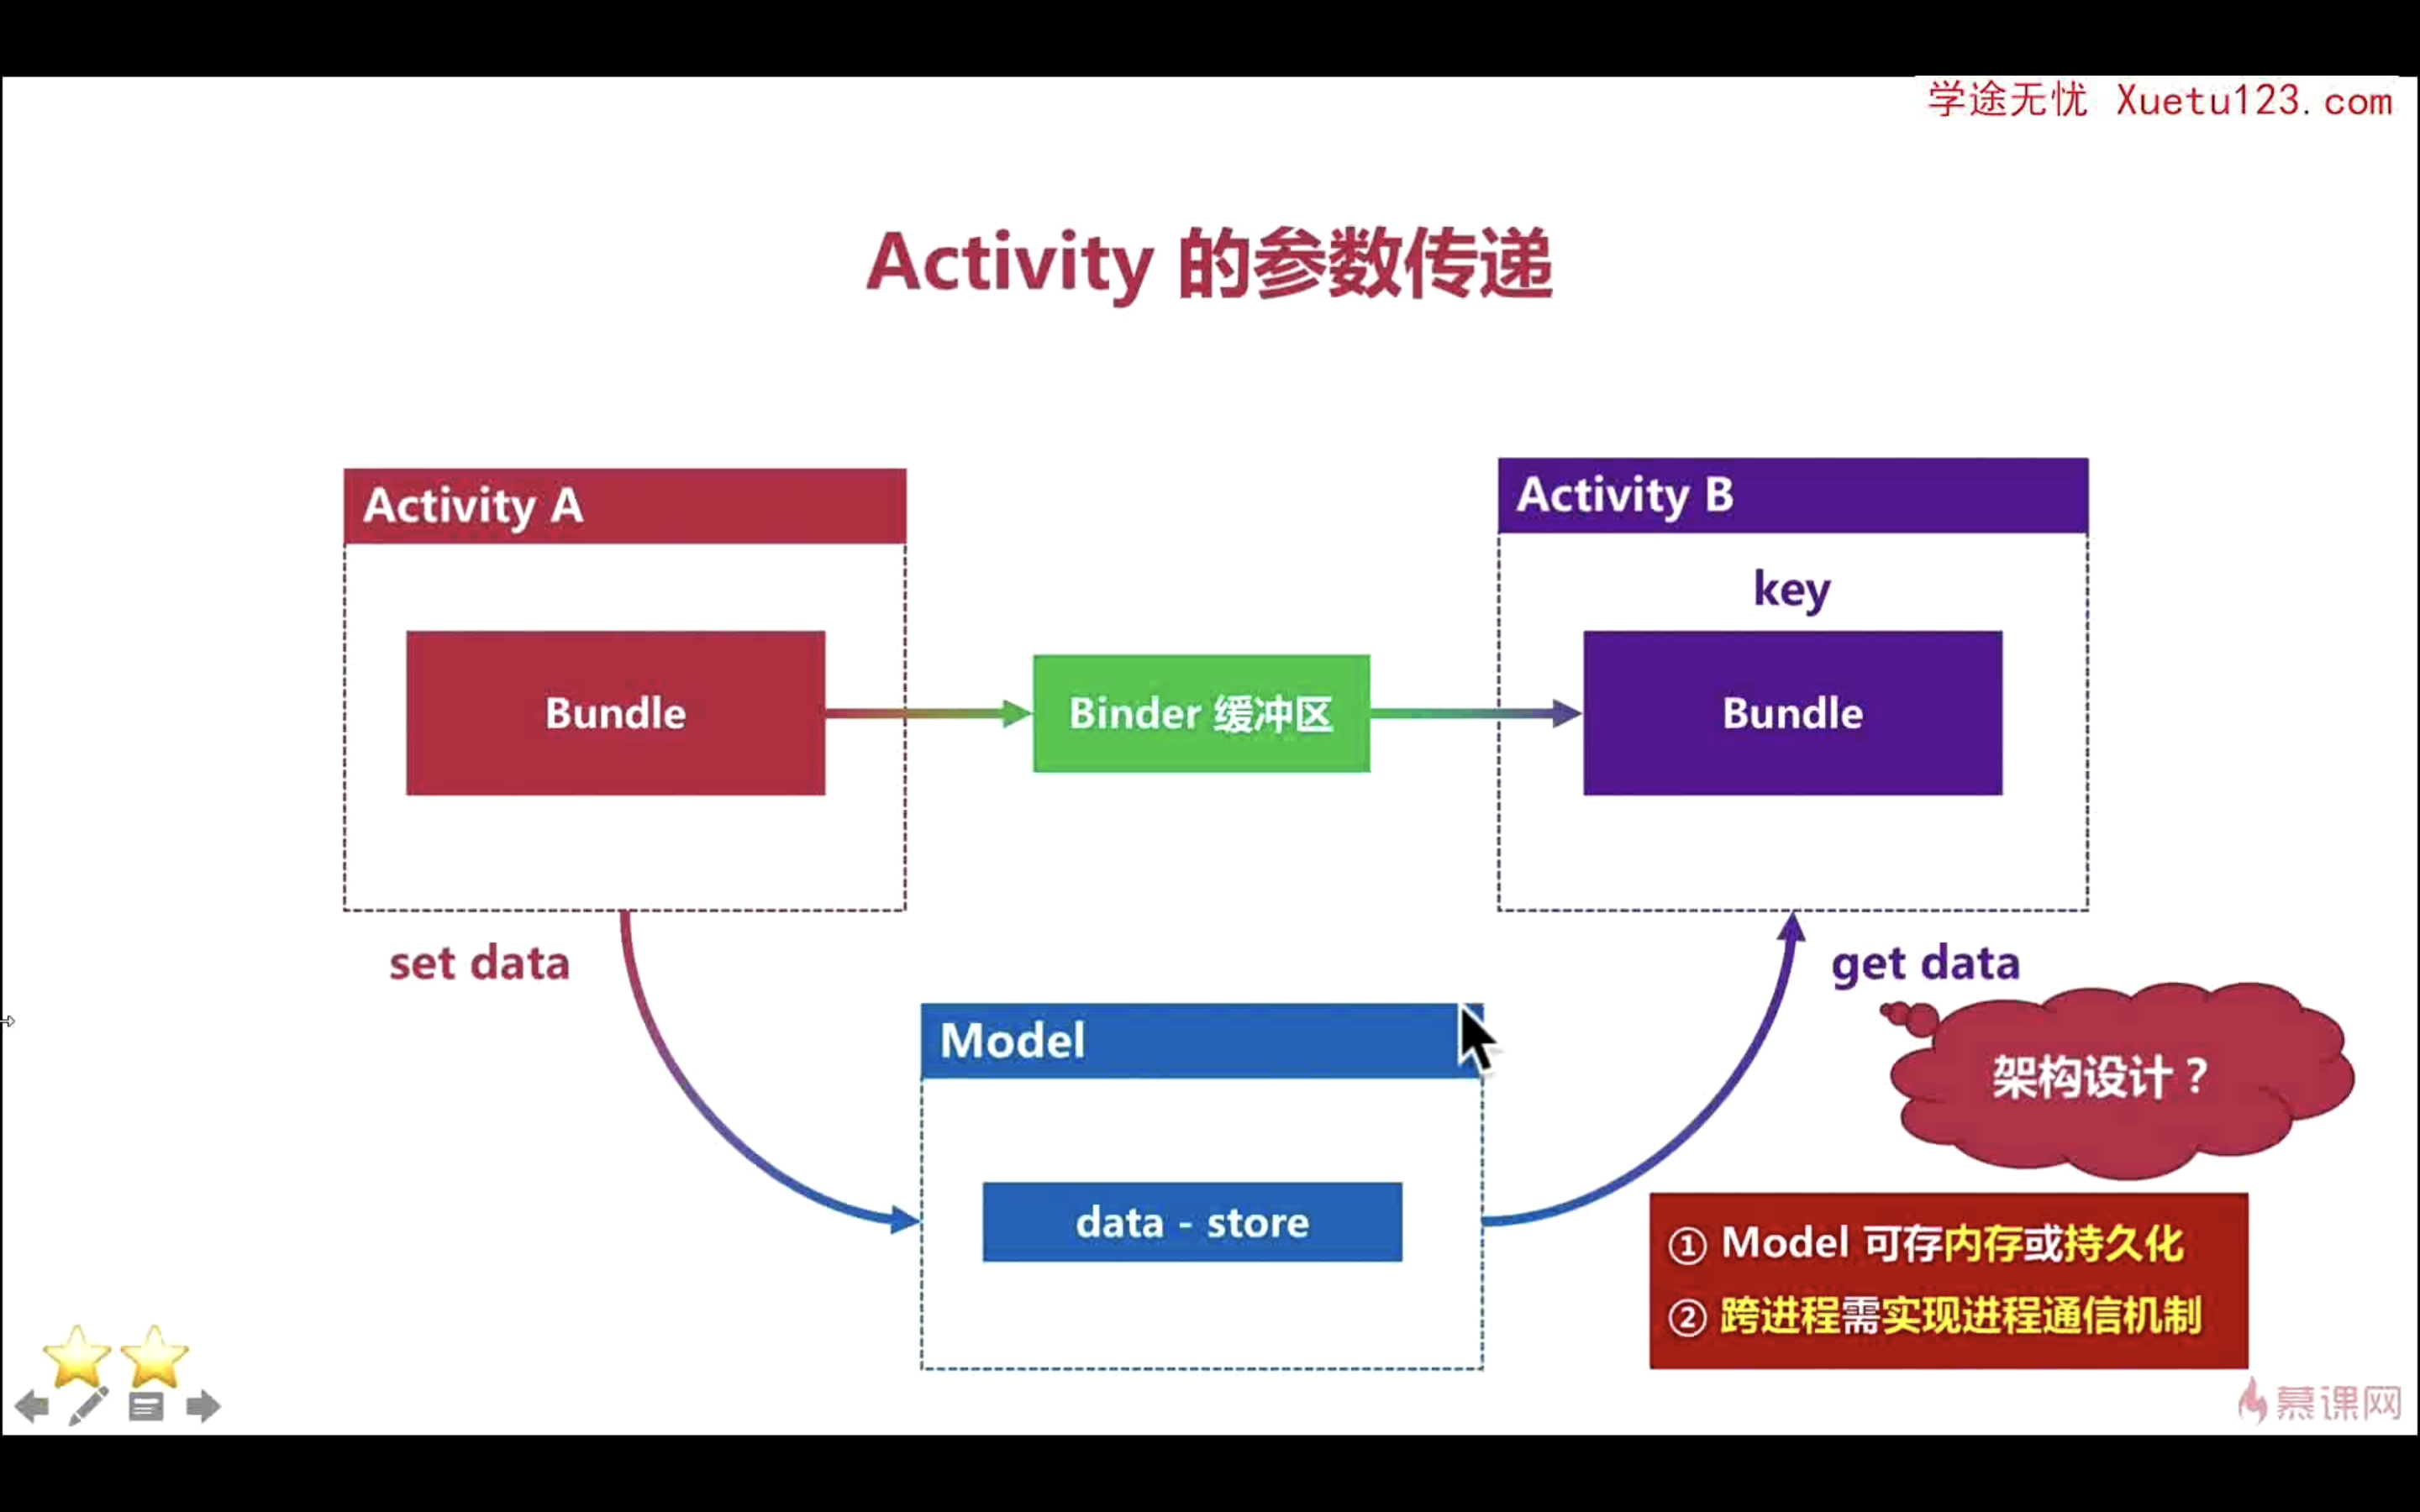 学途无忧 Xuetu123.com
Activity 的参数传递
Activity A
Activity B
key
Bundle
Binder 缓冲区
Bundle
set data
get data
Model
架构设计？
data - store
① Model 可存内存或持久化
② 跨进程需实现进程通信机制
慕课网